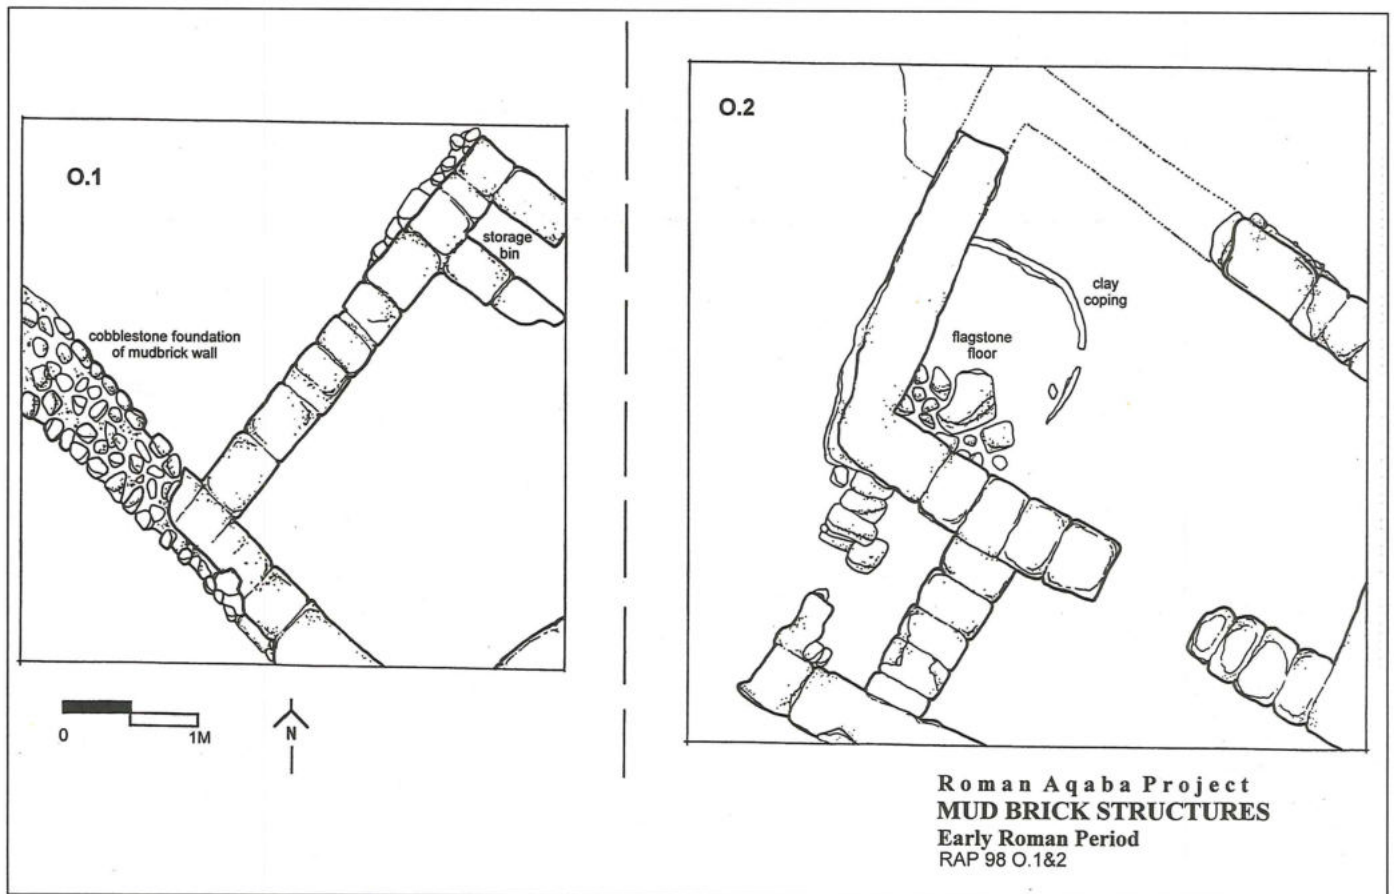 O.1
storage
bin
cobblestone foundation
of mudbrick wall
0 1M
N
O.2
clay
coping
flagstone
floor
Roman Aqaba Project
MUD BRICK STRUCTURES
Early Roman Period
RAP 98 O.1&2